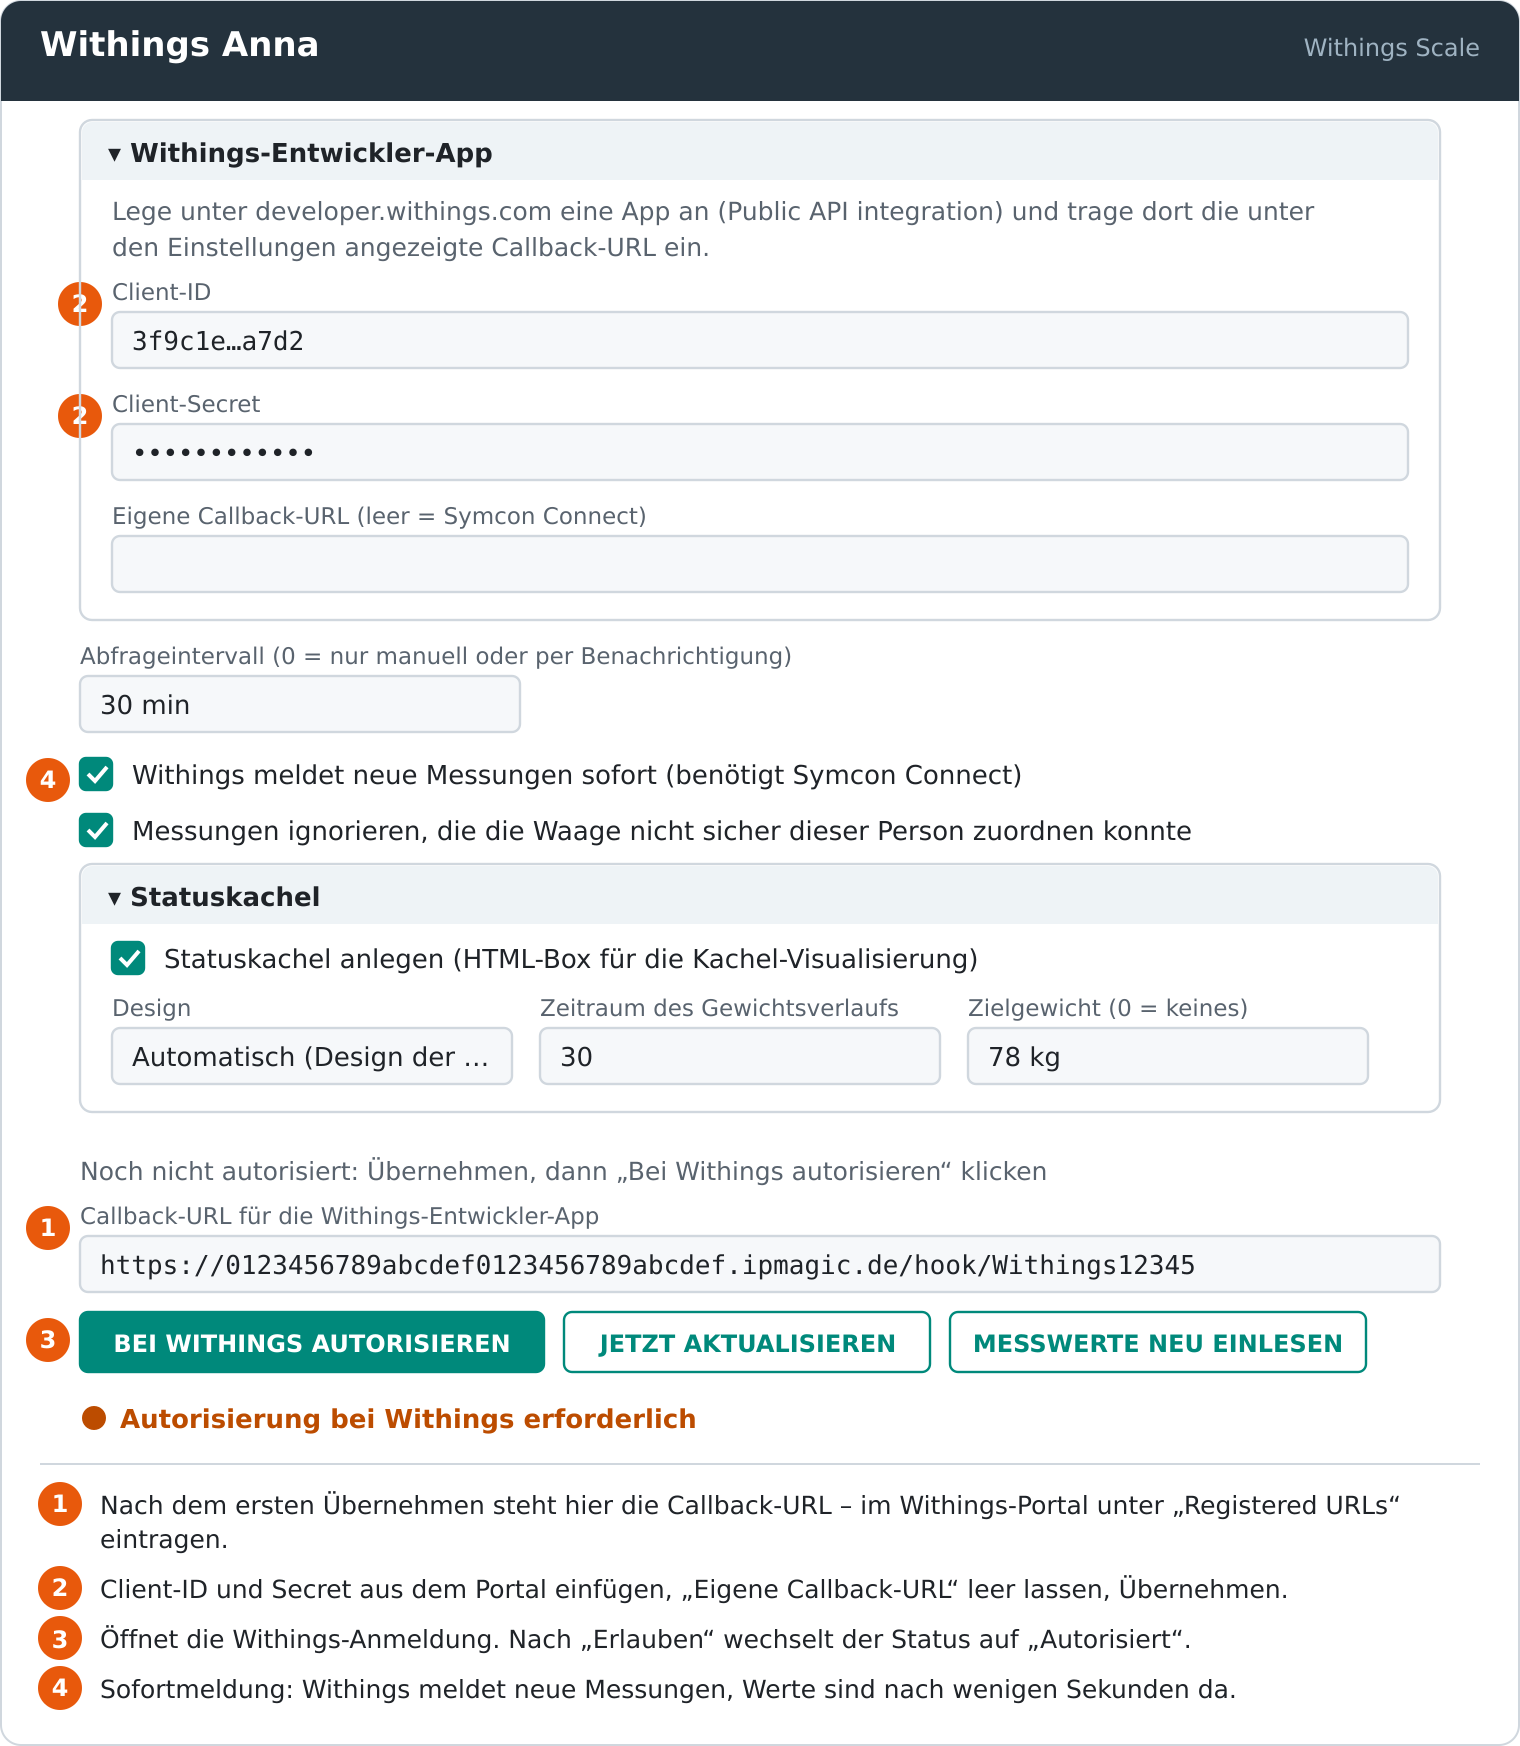 Withings Anna
Withings Scale
▾ Withings-Entwickler-App
Lege unter developer.withings.com eine App an (Public API integration) und trage dort die unter
den Einstellungen angezeigte Callback-URL ein.
2 Client-ID
3f9c1e…a7d2
2 Client-Secret
••••••••••••
Eigene Callback-URL (leer = Symcon Connect)
Abfrageintervall (0 = nur manuell oder per Benachrichtigung)
30 min
4 Withings meldet neue Messungen sofort (benötigt Symcon Connect)
Messungen ignorieren, die die Waage nicht sicher dieser Person zuordnen konnte
▾ Statuskachel
Statuskachel anlegen (HTML-Box für die Kachel-Visualisierung)
Design Zeitraum des Gewichtsverlaufs Zielgewicht (0 = keines)
Automatisch (Design der … 30 78 kg
Noch nicht autorisiert: Übernehmen, dann „Bei Withings autorisieren“ klicken
1 Callback-URL für die Withings-Entwickler-App
https://0123456789abcdef0123456789abcdef.ipmagic.de/hook/Withings12345
3 BEI WITHINGS AUTORISIEREN JETZT AKTUALISIEREN MESSWERTE NEU EINLESEN
Autorisierung bei Withings erforderlich
1 Nach dem ersten Übernehmen steht hier die Callback-URL – im Withings-Portal unter „Registered URLs“
eintragen.
2 Client-ID und Secret aus dem Portal einfügen, „Eigene Callback-URL“ leer lassen, Übernehmen.
3 Öffnet die Withings-Anmeldung. Nach „Erlauben“ wechselt der Status auf „Autorisiert“.
4 Sofortmeldung: Withings meldet neue Messungen, Werte sind nach wenigen Sekunden da.